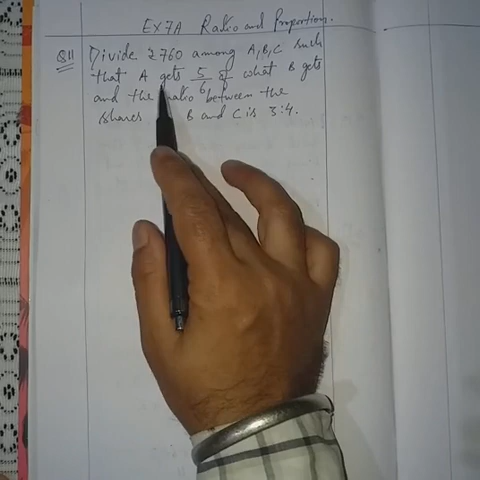 EX 7A Ratio and Proportion.
Q11 Divide ₹ 760 among A, B, C such
that A gets 5/6 of what B gets
and the ratio between the
shares B and C is 3:4.